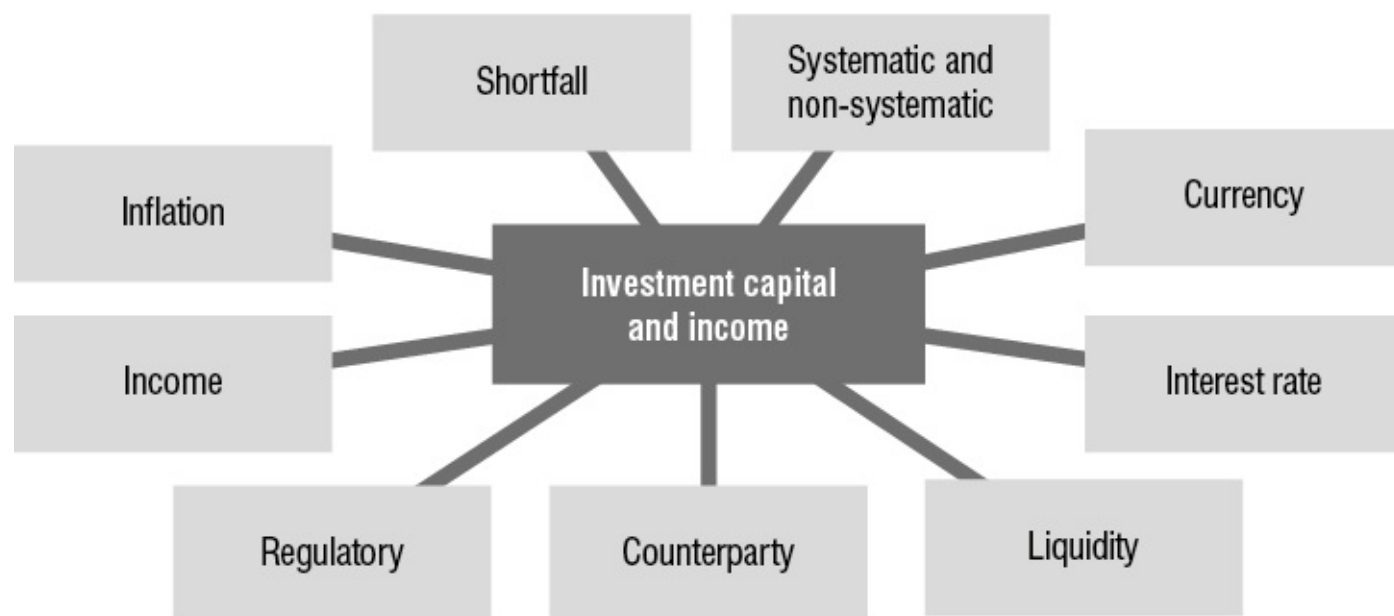 Shortfall
Systematic and
non-systematic
Inflation
Currency
Investment capital
and income
Income
Interest rate
Regulatory
Counterparty
Liquidity